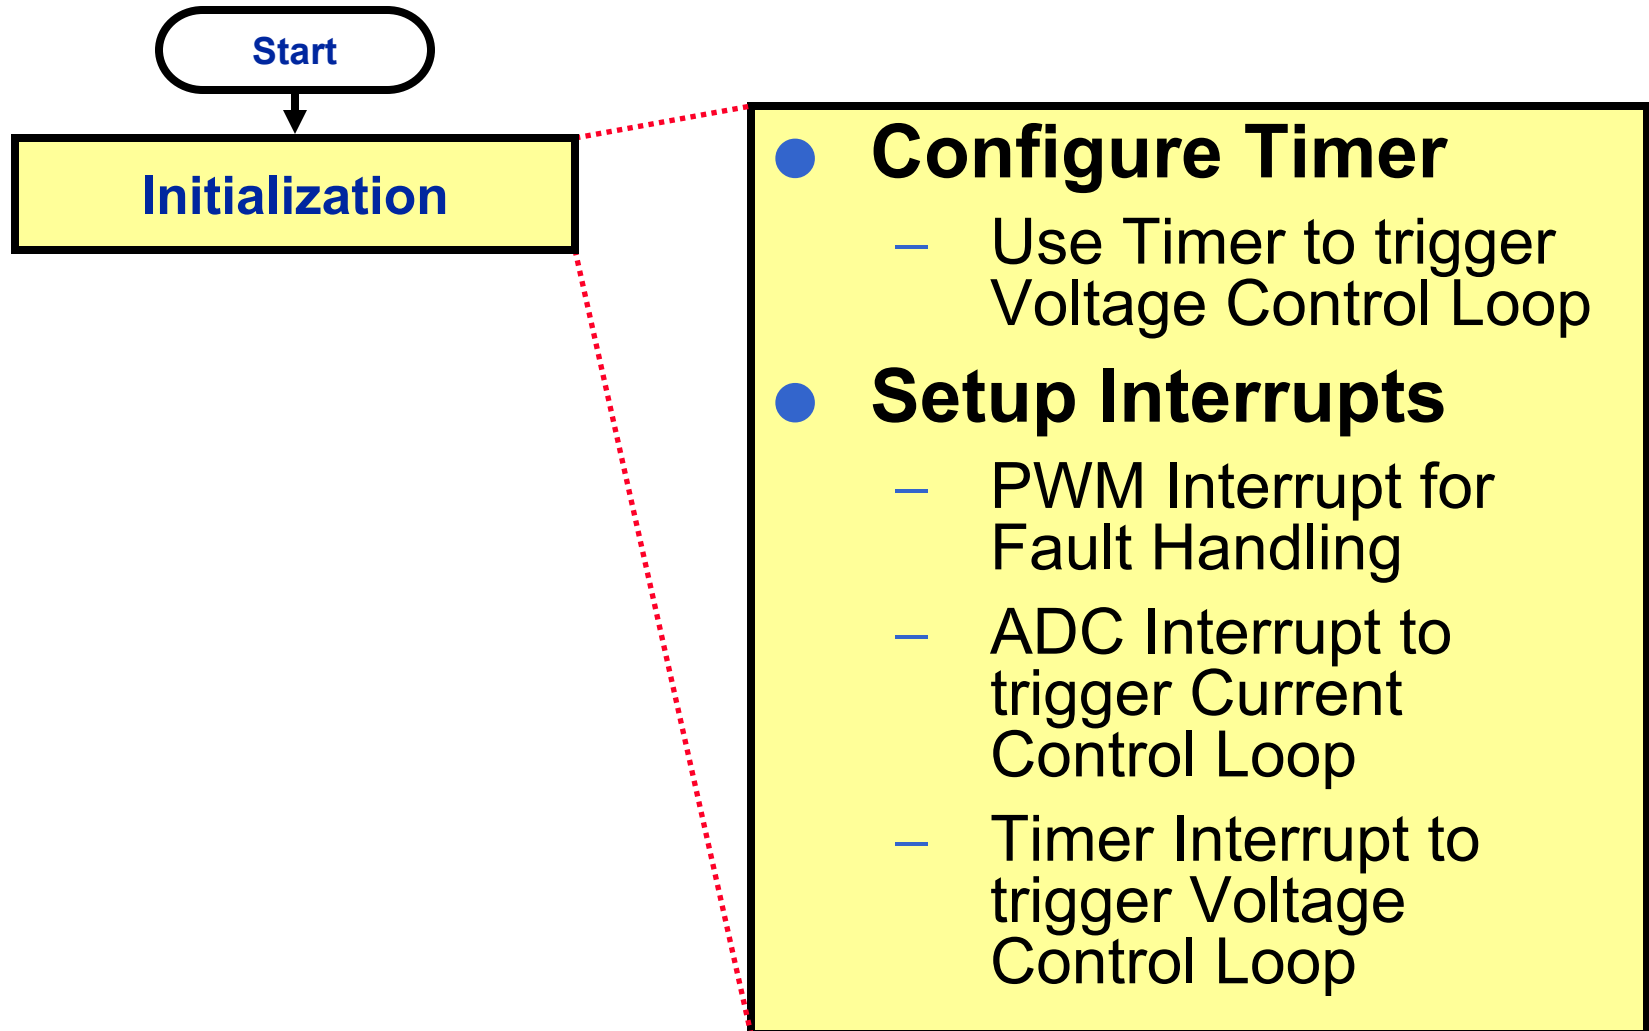 Start
Initialization
Configure Timer
Use Timer to trigger
Voltage Control Loop
Setup Interrupts
PWM Interrupt for
Fault Handling
ADC Interrupt to
trigger Current
Control Loop
Timer Interrupt to
trigger Voltage
Control Loop